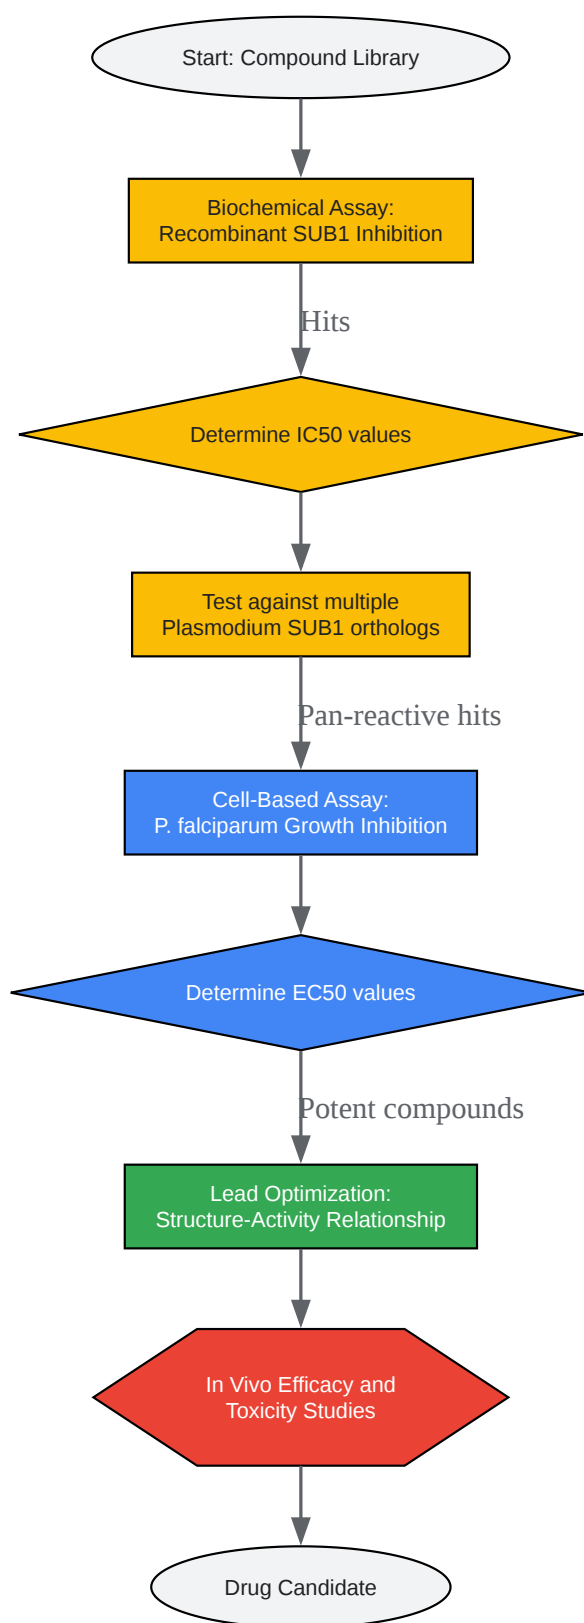 Start: Compound Library
Biochemical Assay:
Recombinant SUB1 Inhibition
Hits
Determine IC50 values
Test against multiple
Plasmodium SUB1 orthologs
Pan-reactive hits
Cell-Based Assay:
P. falciparum Growth Inhibition
Determine EC50 values
Potent compounds
Lead Optimization:
Structure-Activity Relationship
In Vivo Efficacy and
Toxicity Studies
Drug Candidate